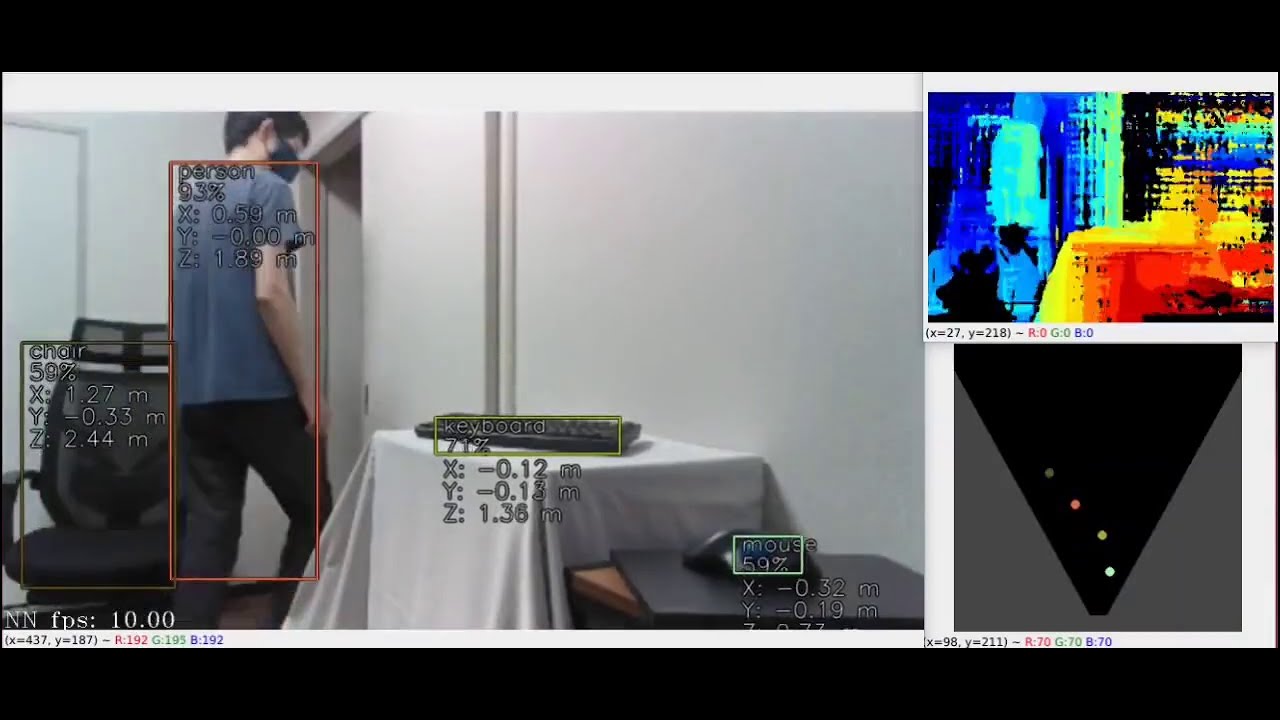 person
93%
X: 0.59 m
Y: -0.00 m
Z: 1.89 m
chair
59%
X: 1.27 m
Y: -0.33 m
Z: 2.44 m
keyboard
71%
X: -0.12 m
Y: -0.13 m
Z: 1.36 m
mouse
59%
X: -0.32 m
Y: -0.19 m
NN fps: 10.00
(x=437, y=187) ~ R:192 G:195 B:192
(x=27, y=218) ~ R:0 G:0 B:0
(x=98, y=211) ~ R:70 G:70 B:70